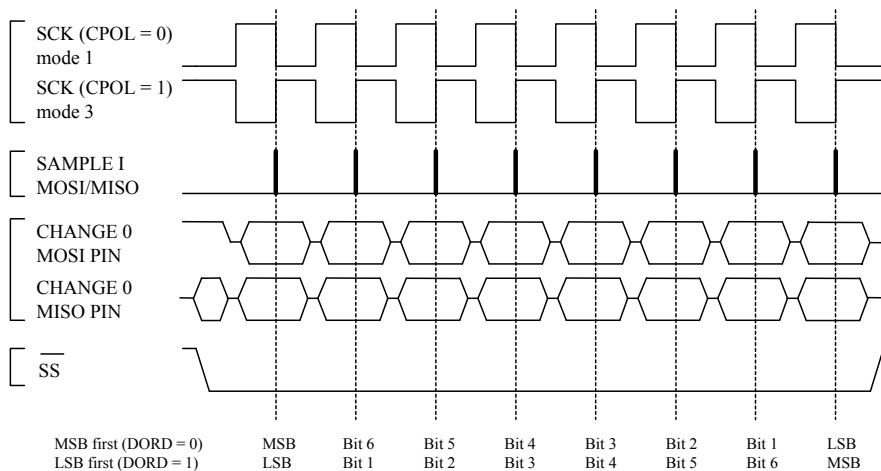 SCK (CPOL = 0)
mode 1
SCK (CPOL = 1)
mode 3
SAMPLE I
MOSI/MISO
CHANGE 0
MOSI PIN
CHANGE 0
MISO PIN
SS
MSB first (DORD = 0) MSB Bit 6 Bit 5 Bit 4 Bit 3 Bit 2 Bit 1 LSB
LSB first (DORD = 1) LSB Bit 1 Bit 2 Bit 3 Bit 4 Bit 5 Bit 6 MSB